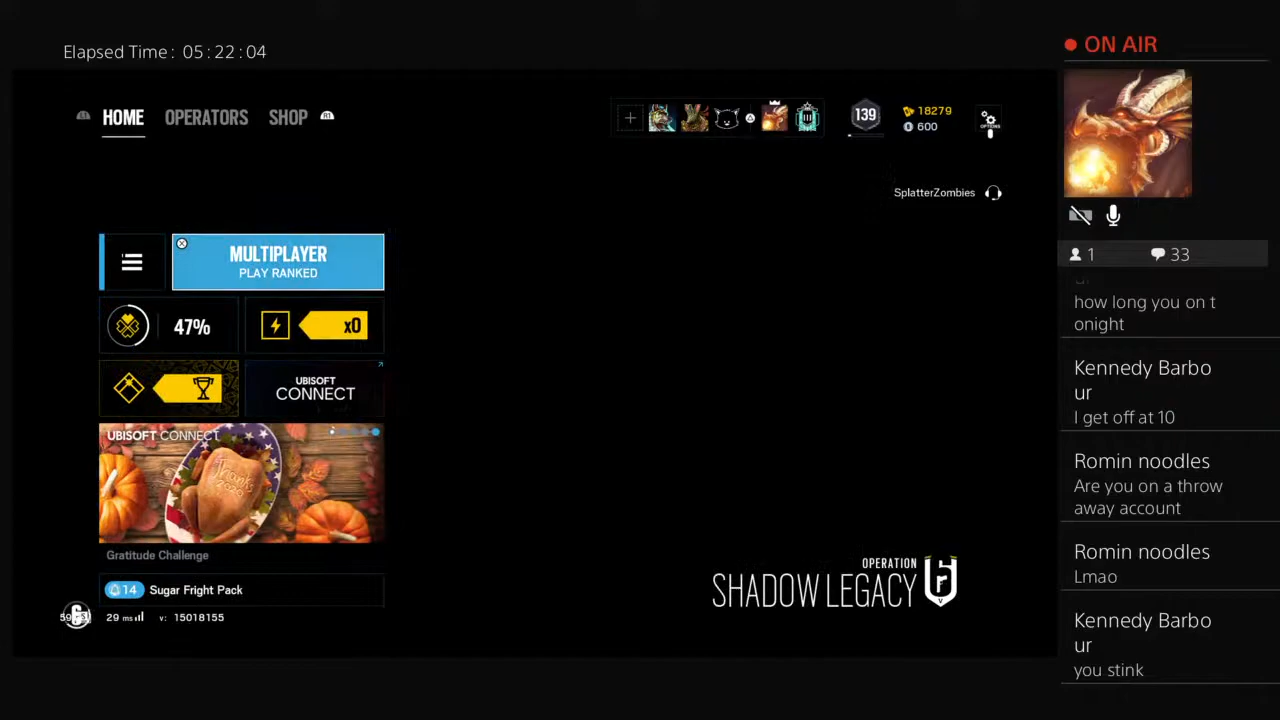 Elapsed Time: 05:22:04
ON AIR
HOME OPERATORS SHOP
139
18279
600
OPTIONS
SplatterZombies
MULTIPLAYER
PLAY RANKED
47%
x0
UBISOFT
CONNECT
UBISOFT CONNECT
Thanks
2020
Gratitude Challenge
14 Sugar Fright Pack
29 ms
v: 15018155
OPERATION
SHADOW LEGACY
1
33
how long you on t
onight
Kennedy Barbo
ur
I get off at 10
Romin noodles
Are you on a throw
away account
Romin noodles
Lmao
Kennedy Barbo
ur
you stink